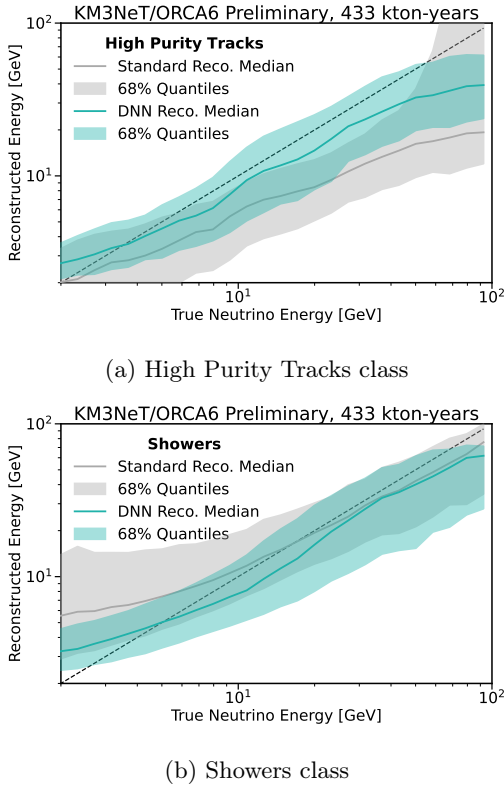 KM3NeT/ORCA6 Preliminary, 433 kton-years
High Purity Tracks
Standard Reco. Median
68% Quantiles
DNN Reco. Median
68% Quantiles
Reconstructed Energy [GeV]
10²
10¹
10¹
10²
True Neutrino Energy [GeV]
(a) High Purity Tracks class
KM3NeT/ORCA6 Preliminary, 433 kton-years
Showers
Standard Reco. Median
68% Quantiles
DNN Reco. Median
68% Quantiles
Reconstructed Energy [GeV]
10²
10¹
10¹
10²
True Neutrino Energy [GeV]
(b) Showers class